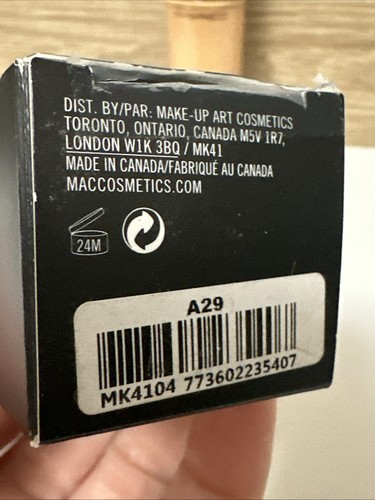 DIST. BY/PAR: MAKE-UP ART COSMETICS
TORONTO, ONTARIO, CANADA M5V 1R7,
LONDON W1K 3BQ / MK41
MADE IN CANADA/FABRIQUÉ AU CANADA
MACCOSMETICS.COM
24M
A29
MK4104 773602235407